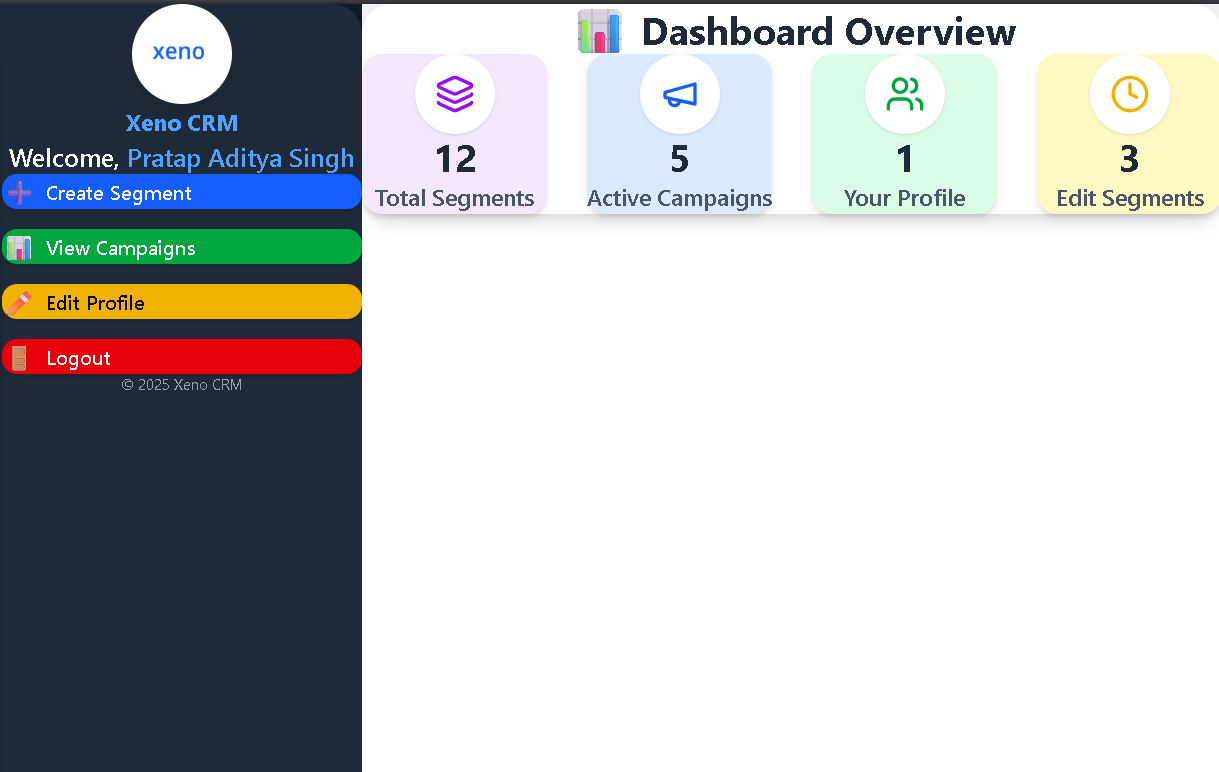 xeno
Xeno CRM
Welcome, Pratap Aditya Singh
Create Segment
View Campaigns
Edit Profile
Logout
© 2025 Xeno CRM
Dashboard Overview
12
Total Segments
5
Active Campaigns
1
Your Profile
3
Edit Segments